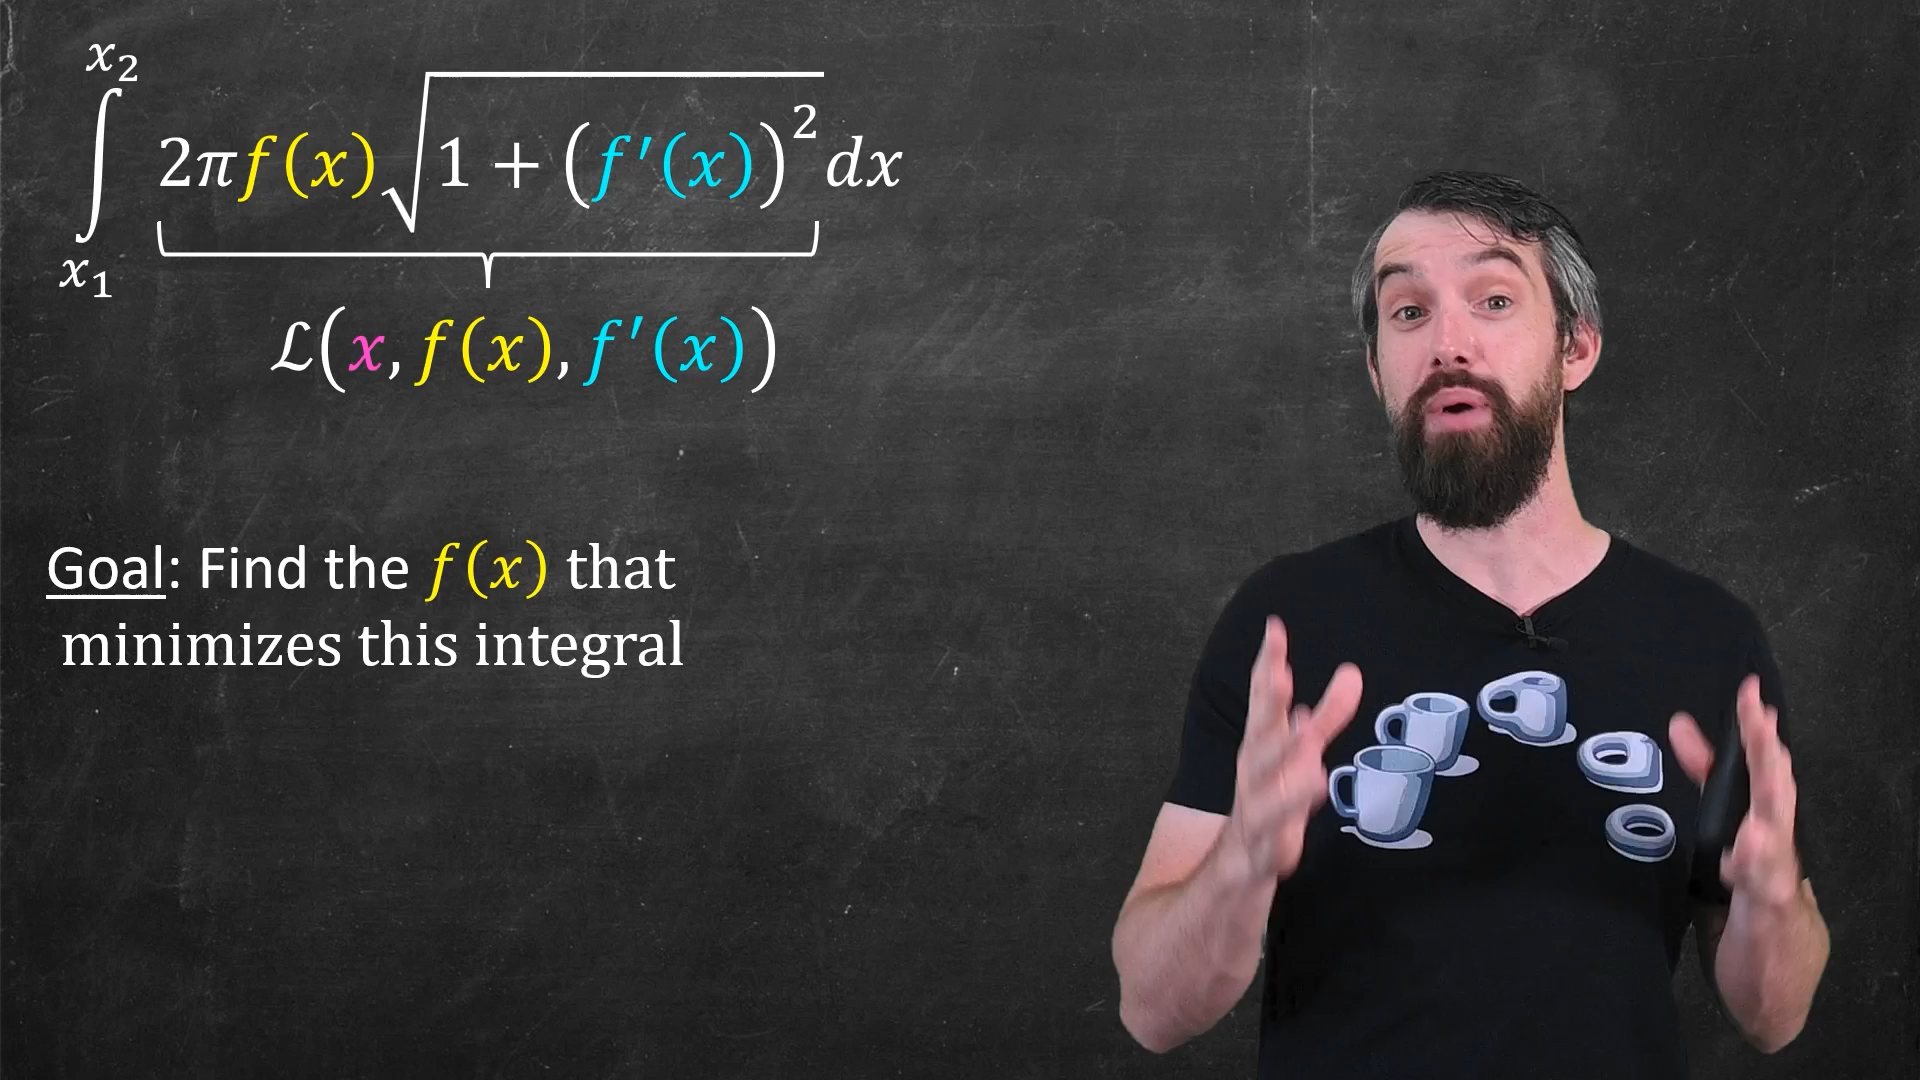 ∫_{x₁}^{x₂} 2πf(x)√(1 + (f′(x))²) dx
ℒ(x, f(x), f′(x))
Goal: Find the f(x) that
minimizes this integral